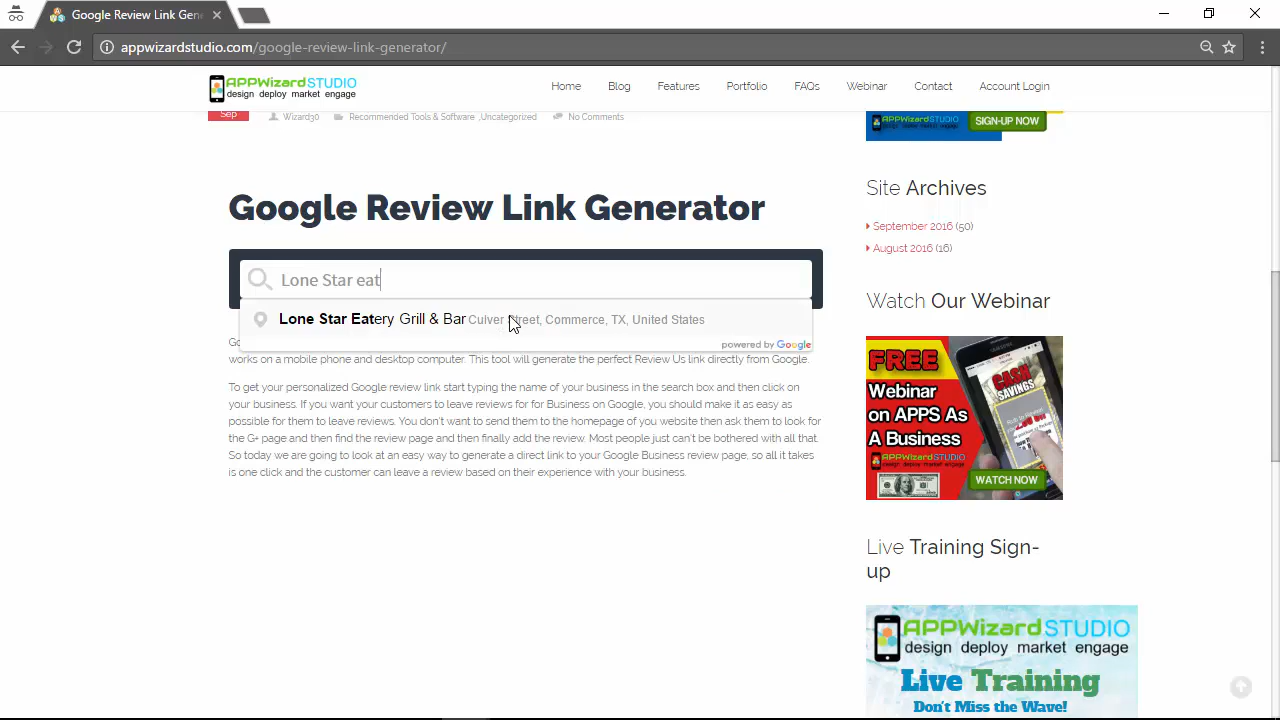 Google Review Link Gen
appwizardstudio.com/google-review-link-generator/
APPWizardSTUDIO
design deploy market engage
Home Blog Features Portfolio FAQs Webinar Contact Account Login
Sep
Wizard30 Recommended Tools & Software ,Uncategorized No Comments
Google Review Link Generator
Lone Star eat
Lone Star Eatery Grill & Bar Culver Street, Commerce, TX, United States
powered by Google
works on a mobile phone and desktop computer. This tool will generate the perfect Review Us link directly from Google.
To get your personalized Google review link start typing the name of your business in the search box and then click on
your business. If you want your customers to leave reviews for for Business on Google, you should make it as easy as
possible for them to leave reviews. You don't want to send them to the homepage of you website then ask them to look for
the G+ page and then find the review page and then finally add the review. Most people just can't be bothered with all that.
So today we are going to look at an easy way to generate a direct link to your Google Business review page, so all it takes
is one click and the customer can leave a review based on their experience with your business.
APPWizardSTUDIO
SIGN-UP NOW
Site Archives
September 2016 (50)
August 2016 (16)
Watch Our Webinar
FREE
Webinar
on APPS As
A Business
APPWizardSTUDIO
design deploy market engage
CASH
SAVINGS
WATCH NOW
Live Training Sign-
up
APPWizardSTUDIO
design deploy market engage
Live Training
Don't Miss the Wave!